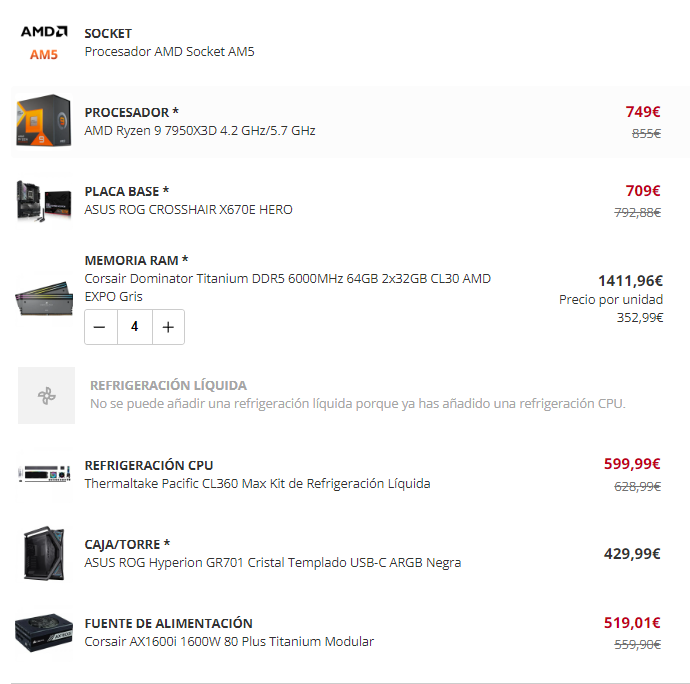 AMD
AM5
SOCKET
Procesador AMD Socket AM5
PROCESADOR *
749€
AMD Ryzen 9 7950X3D 4.2 GHz/5.7 GHz
855€
PLACA BASE *
709€
ASUS ROG CROSSHAIR X670E HERO
792,88€
MEMORIA RAM *
Corsair Dominator Titanium DDR5 6000MHz 64GB 2x32GB CL30 AMD
EXPO Gris
1411,96€
Precio por unidad
352,99€
− 4 +
REFRIGERACIÓN LÍQUIDA
No se puede añadir una refrigeración líquida porque ya has añadido una refrigeración CPU.
REFRIGERACIÓN CPU
599,99€
Thermaltake Pacific CL360 Max Kit de Refrigeración Líquida
628,99€
CAJA/TORRE *
429,99€
ASUS ROG Hyperion GR701 Cristal Templado USB-C ARGB Negra
FUENTE DE ALIMENTACIÓN
519,01€
Corsair AX1600i 1600W 80 Plus Titanium Modular
559,90€